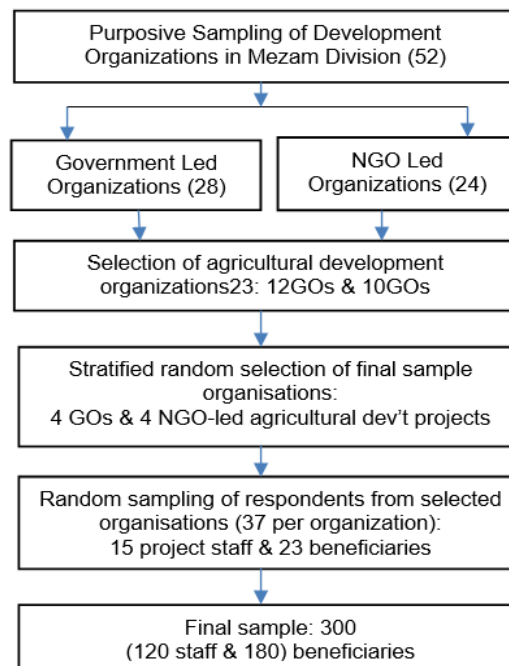 Purposive Sampling of Development
Organizations in Mezam Division (52)
Government Led
Organizations (28)
NGO Led
Organizations (24)
Selection of agricultural development
organizations23: 12GOs & 10GOs
Stratified random selection of final sample
organisations:
4 GOs & 4 NGO-led agricultural dev't projects
Random sampling of respondents from selected
organisations (37 per organization):
15 project staff & 23 beneficiaries
Final sample: 300
(120 staff & 180) beneficiaries